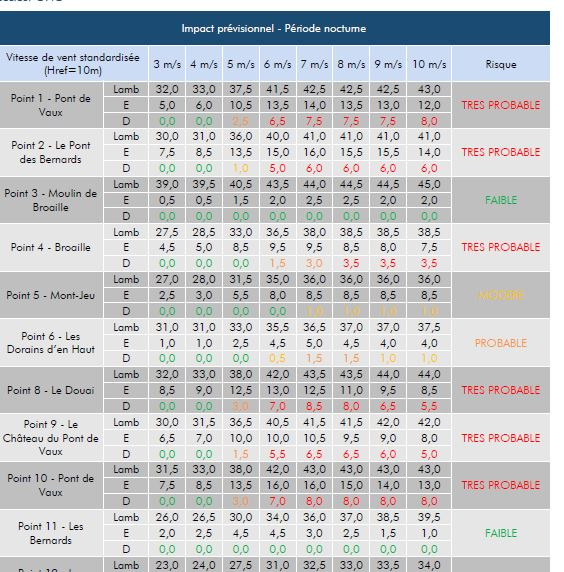 Impact prévisionnel - Période nocturne
Vitesse de vent standardisée (Href=10m) 3 m/s 4 m/s 5 m/s 6 m/s 7 m/s 8 m/s 9 m/s 10 m/s Risque
Point 1 - Pont de Vaux
Lamb 32,0 33,0 37,5 41,5 42,5 42,5 42,5 43,0
E 5,0 6,0 10,5 13,5 14,0 13,5 13,0 12,0
D 0,0 0,0 2,5 6,5 7,5 7,5 7,5 8,0
TRES PROBABLE
Point 2 - Le Pont des Bernards
Lamb 30,0 31,0 36,0 40,0 41,0 41,0 41,0 41,0
E 7,5 8,5 13,5 15,0 16,0 15,5 15,5 14,0
D 0,0 0,0 1,0 5,0 6,0 6,0 6,0 6,0
TRES PROBABLE
Point 3 - Moulin de Broaille
Lamb 39,0 39,5 40,5 43,5 44,0 44,5 44,5 45,0
E 0,5 0,5 1,5 2,0 2,5 2,5 2,0 2,0
D 0,0 0,0 0,0 0,0 0,0 0,0 0,0 0,0
FAIBLE
Point 4 - Broaille
Lamb 27,5 28,5 33,0 36,5 38,0 38,5 38,5 38,5
E 4,5 5,0 8,5 9,5 9,5 8,5 8,0 7,5
D 0,0 0,0 0,0 1,5 3,0 3,5 3,5 3,5
TRES PROBABLE
Point 5 - Mont-Jeu
Lamb 27,0 28,0 31,5 35,0 36,0 36,0 36,0 36,0
E 2,5 3,0 5,5 8,0 8,5 8,5 8,5 8,5
D 0,0 0,0 0,0 0,0 1,0 1,0 1,0 1,0
MODERE
Point 6 - Les Dorains d'en Haut
Lamb 31,0 31,0 33,0 35,5 36,5 37,0 37,0 37,5
E 1,0 1,0 2,5 4,5 5,0 4,5 4,0 4,0
D 0,0 0,0 0,0 0,5 1,5 1,5 1,0 1,0
PROBABLE
Point 8 - Le Douai
Lamb 32,0 33,0 38,0 42,0 43,5 43,5 44,0 44,0
E 8,5 9,0 12,5 13,0 12,5 11,0 9,5 8,5
D 0,0 0,0 3,0 7,0 8,5 8,0 6,5 5,5
TRES PROBABLE
Point 9 - Le Château du Pont de Vaux
Lamb 30,0 31,5 36,5 40,5 41,5 41,5 42,0 42,0
E 6,5 7,0 10,0 10,0 10,5 9,5 9,0 8,0
D 0,0 0,0 1,5 5,5 6,5 6,5 6,0 5,0
TRES PROBABLE
Point 10 - Pont de Vaux
Lamb 31,5 33,0 38,0 42,0 43,0 43,0 43,0 43,0
E 7,5 8,5 13,5 16,0 16,0 15,0 14,0 13,0
D 0,0 0,0 3,0 7,0 8,0 8,0 8,0 8,0
TRES PROBABLE
Point 11 - Les Bernards
Lamb 26,0 26,5 30,0 34,0 36,0 37,0 38,5 39,5
E 2,0 2,5 4,5 4,5 3,0 2,5 1,5 1,0
D 0,0 0,0 0,0 0,0 0,0 0,0 0,0 0,0
FAIBLE
Lamb 23,0 24,0 27,5 31,0 32,5 33,0 33,5 34,0